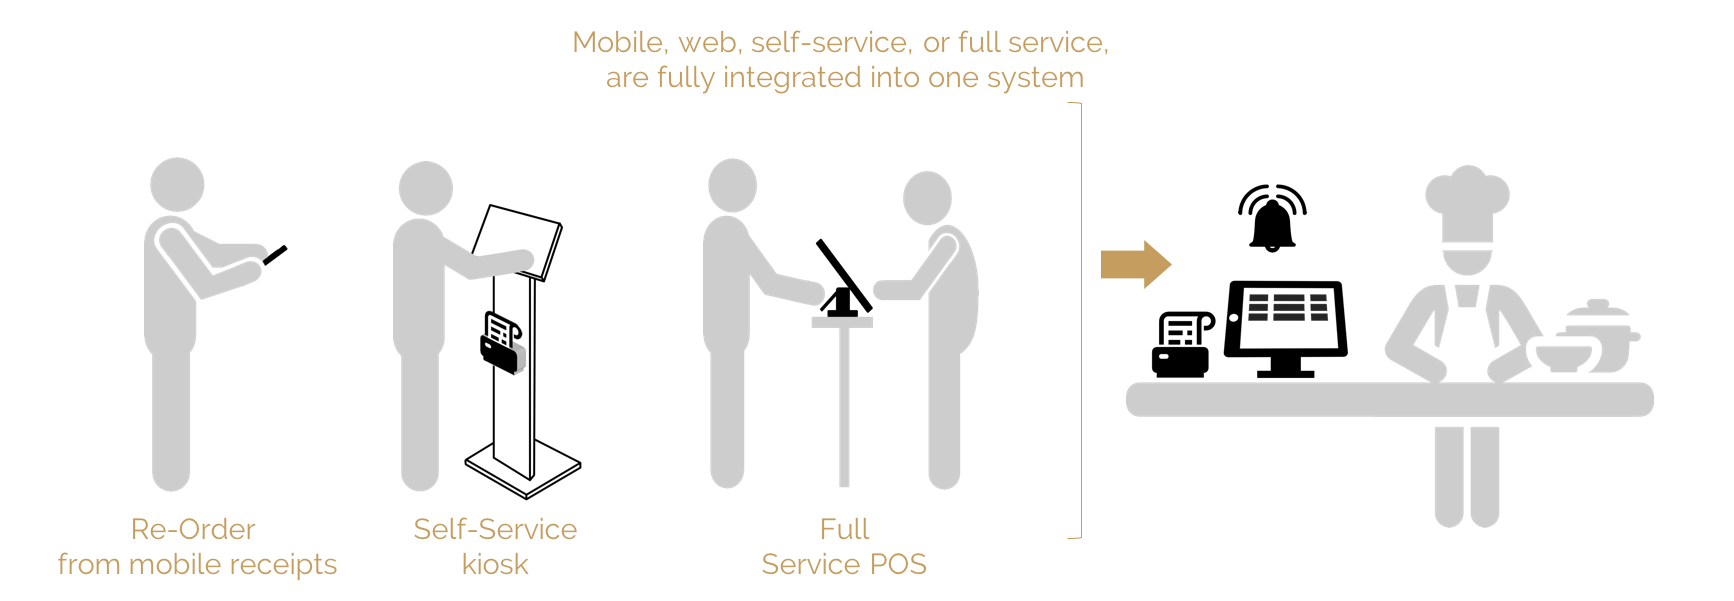 Mobile, web, self-service, or full service,
are fully integrated into one system
Re-Order
from mobile receipts
Self-Service
kiosk
Full
Service POS